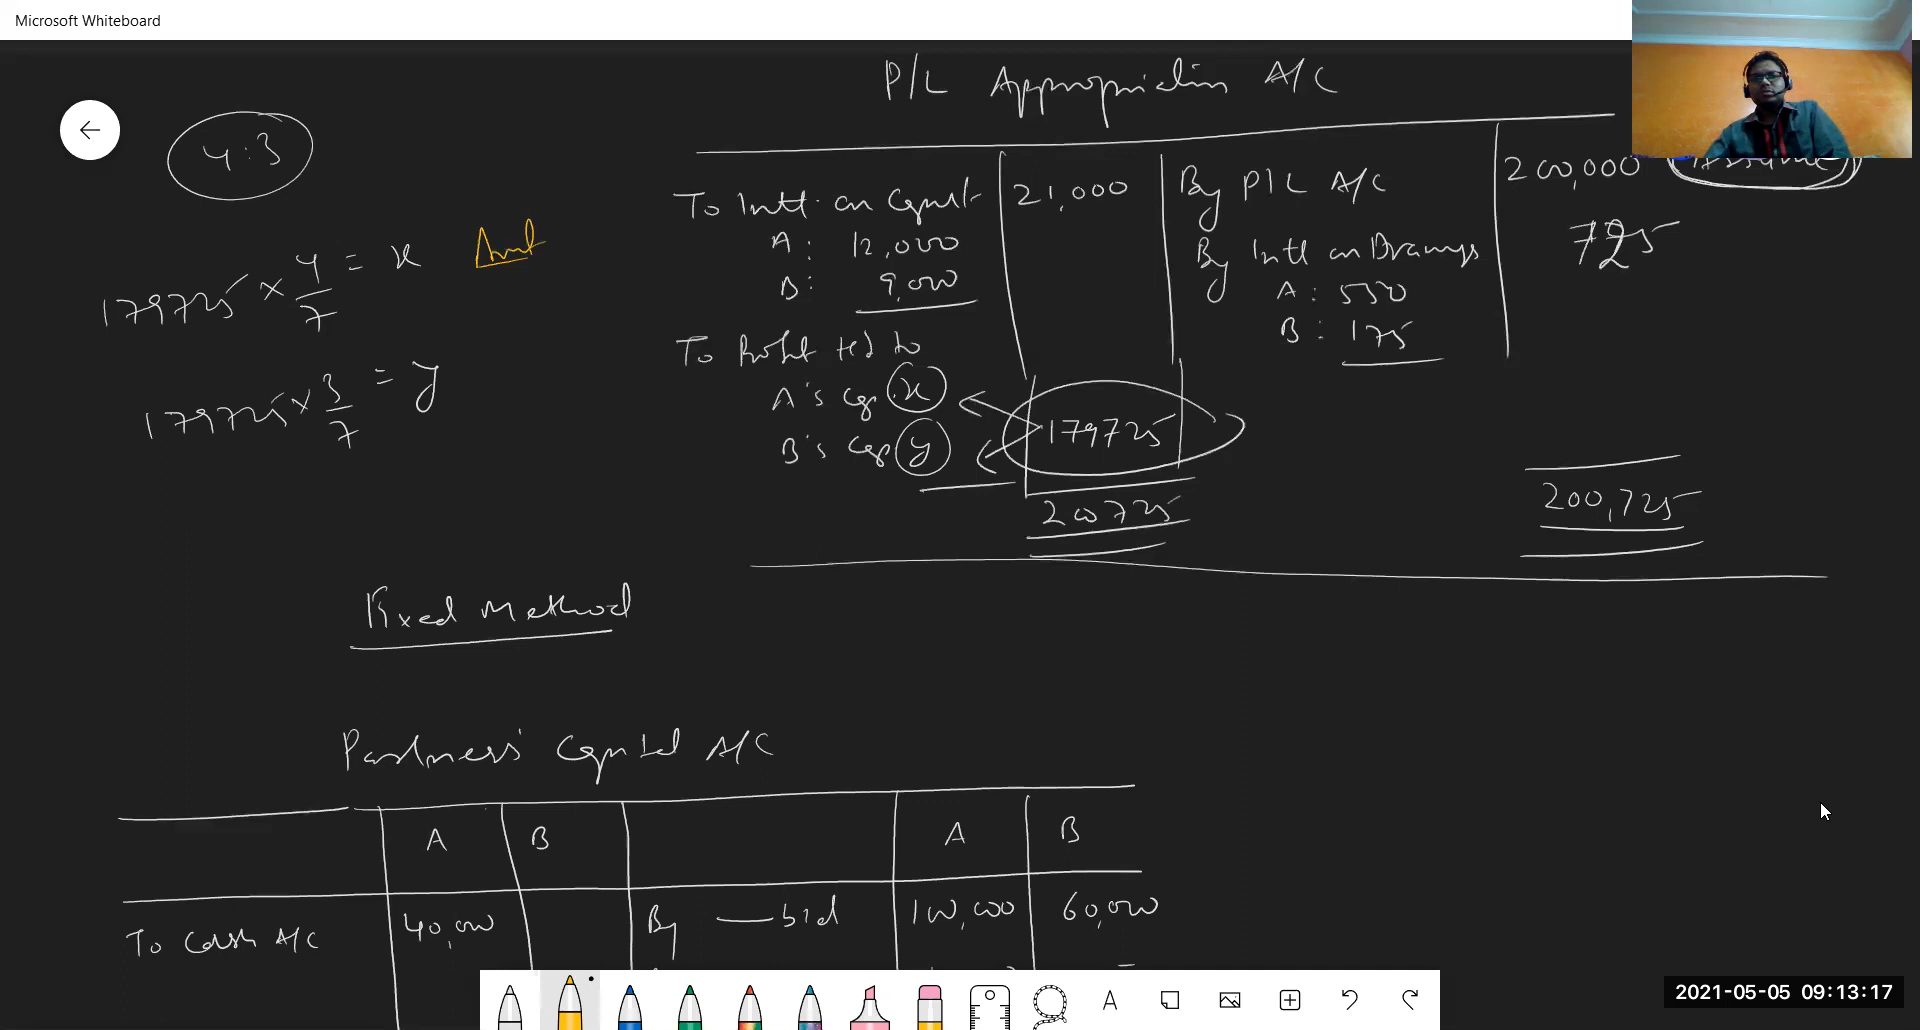 Microsoft Whiteboard
P/L Appropriation A/C
4:3
To Intt. on Capital 21,000 By P/L A/C 200,000
A: 12,000 By Intt on Drawings 725
B: 9,000 A: 550
B: 175
179725 × 4/7 = x
To Profit tfd to
A's cap x
B's cap y 179725
179725 × 3/7 = y
200725 200,725
Fixed Method
Partners' Capital A/C
A B A B
To Cash A/C 40,000 By — b/d 100,000 60,000
2021-05-05 09:13:17